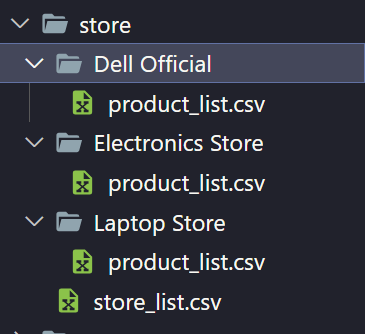 store
Dell Official
product_list.csv
Electronics Store
product_list.csv
Laptop Store
product_list.csv
store_list.csv